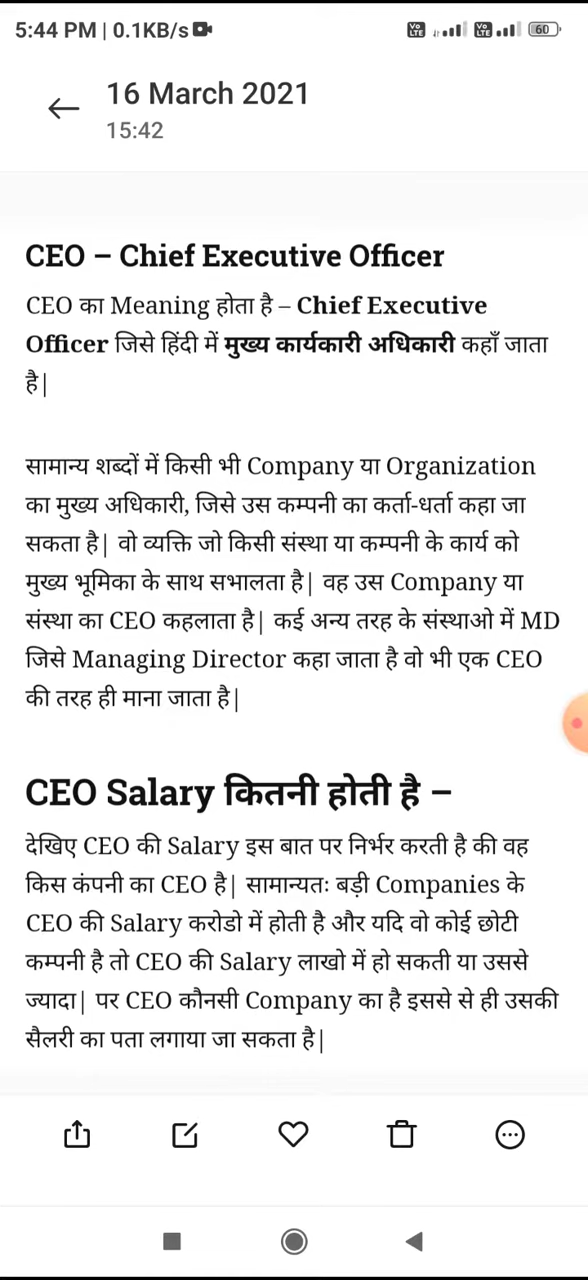 5:44 PM | 0.1KB/s
Vo LTE
Vo LTE
60
16 March 2021
15:42
CEO – Chief Executive Officer
CEO का Meaning होता है – Chief Executive
Officer जिसे हिंदी में मुख्य कार्यकारी अधिकारी कहाँ जाता
है|
सामान्य शब्दों में किसी भी Company या Organization
का मुख्य अधिकारी, जिसे उस कम्पनी का कर्ता-धर्ता कहा जा
सकता है| वो व्यक्ति जो किसी संस्था या कम्पनी के कार्य को
मुख्य भूमिका के साथ सभालता है| वह उस Company या
संस्था का CEO कहलाता है| कई अन्य तरह के संस्थाओ में MD
जिसे Managing Director कहा जाता है वो भी एक CEO
की तरह ही माना जाता है|
CEO Salary कितनी होती है –
देखिए CEO की Salary इस बात पर निर्भर करती है की वह
किस कंपनी का CEO है| सामान्यतः बड़ी Companies के
CEO की Salary करोडो में होती है और यदि वो कोई छोटी
कम्पनी है तो CEO की Salary लाखो में हो सकती या उससे
ज्यादा| पर CEO कौनसी Company का है इससे से ही उसकी
सैलरी का पता लगाया जा सकता है|